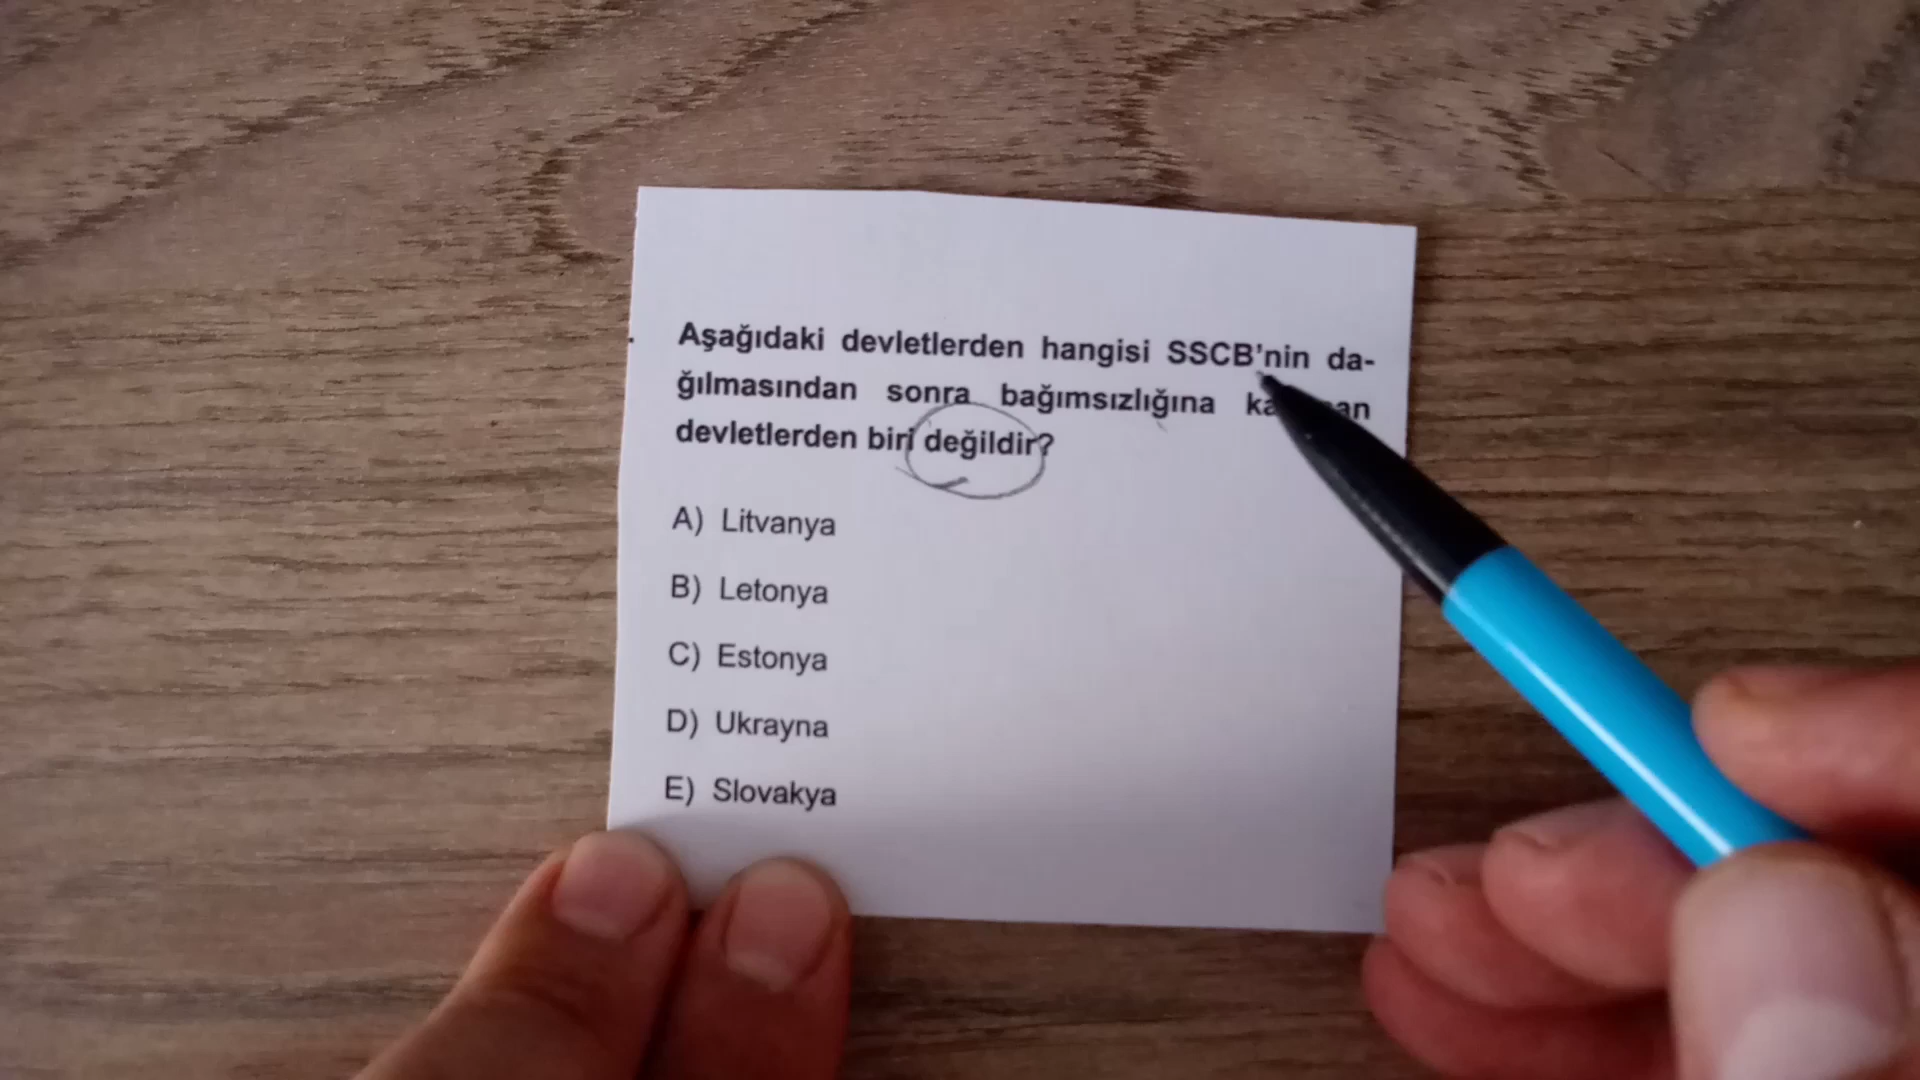 Aşağıdaki devletlerden hangisi SSCB'nin da-
ğılmasından sonra bağımsızlığına
devletlerden biri değildir?
A) Litvanya
B) Letonya
C) Estonya
D) Ukrayna
E) Slovakya